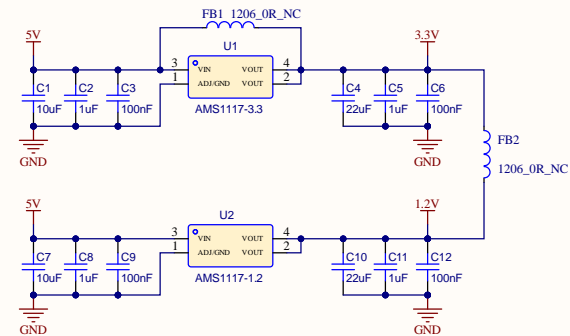 FB1 1206_0R_NC
5V
U1
3.3V
3
VIN
VOUT
4
1
ADJ/GND
VOUT
2
C1
C2
C3
C4
C5
C6
10uF
1uF
100nF
AMS1117-3.3
22uF
1uF
100nF
FB2
GND
GND
1206_0R_NC
5V
U2
1.2V
3
VIN
VOUT
4
1
ADJ/GND
VOUT
2
C7
C8
C9
C10
C11
C12
10uF
1uF
100nF
AMS1117-1.2
22uF
1uF
100nF
GND
GND